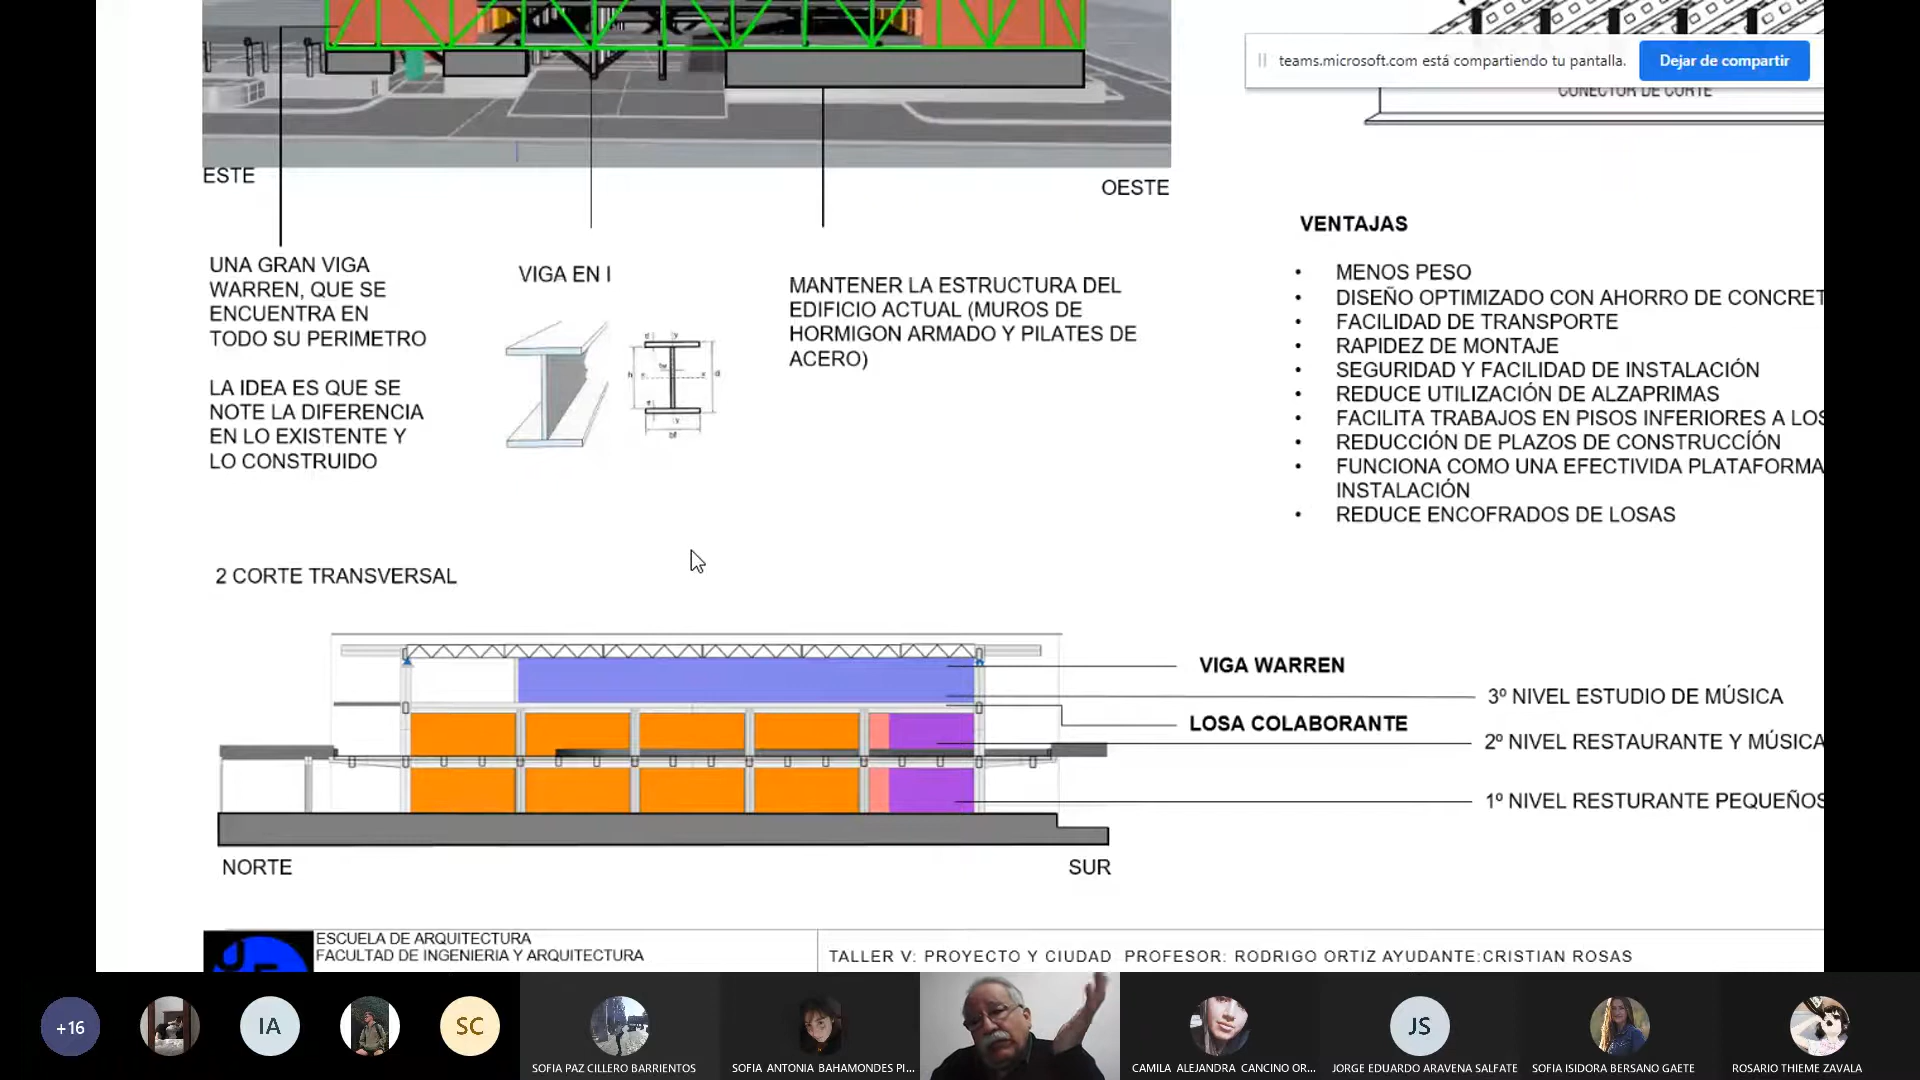 teams.microsoft.com está compartiendo tu pantalla.
Dejar de compartir
CONECTOR DE CORTE
ESTE
OESTE
UNA GRAN VIGA
WARREN, QUE SE
ENCUENTRA EN
TODO SU PERIMETRO
LA IDEA ES QUE SE
NOTE LA DIFERENCIA
EN LO EXISTENTE Y
LO CONSTRUIDO
VIGA EN I
MANTENER LA ESTRUCTURA DEL
EDIFICIO ACTUAL (MUROS DE
HORMIGON ARMADO Y PILATES DE
ACERO)
VENTAJAS
• MENOS PESO
• DISEÑO OPTIMIZADO CON AHORRO DE CONCRET
• FACILIDAD DE TRANSPORTE
• RAPIDEZ DE MONTAJE
• SEGURIDAD Y FACILIDAD DE INSTALACIÓN
• REDUCE UTILIZACIÓN DE ALZAPRIMAS
• FACILITA TRABAJOS EN PISOS INFERIORES A LOS
• REDUCCIÓN DE PLAZOS DE CONSTRUCCÍÓN
• FUNCIONA COMO UNA EFECTIVIDA PLATAFORMA
INSTALACIÓN
• REDUCE ENCOFRADOS DE LOSAS
2 CORTE TRANSVERSAL
VIGA WARREN
3º NIVEL ESTUDIO DE MÚSICA
LOSA COLABORANTE
2º NIVEL RESTAURANTE Y MÚSICA
1º NIVEL RESTURANTE PEQUEÑOS
NORTE
SUR
ESCUELA DE ARQUITECTURA
FACULTAD DE INGENIERIA Y ARQUITECTURA
TALLER V: PROYECTO Y CIUDAD PROFESOR: RODRIGO ORTIZ AYUDANTE:CRISTIAN ROSAS
+16
IA
SC
JS
SOFIA PAZ CILLERO BARRIENTOS
SOFIA ANTONIA BAHAMONDES PI...
CAMILA ALEJANDRA CANCINO OR...
JORGE EDUARDO ARAVENA SALFATE
SOFIA ISIDORA BERSANO GAETE
ROSARIO THIEME ZAVALA